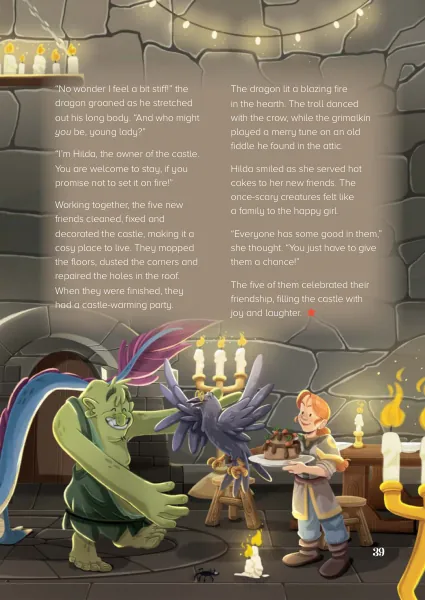 “No wonder I feel a bit stiff!” the
dragon groaned as he stretched
out his long body. “And who might
you be, young lady?”
“I’m Hilda, the owner of the castle.
You are welcome to stay, if you
promise not to set it on fire!”
Working together, the five new
friends cleaned, fixed and
decorated the castle, making it a
cosy place to live. They mopped
the floors, dusted the corners and
repaired the holes in the roof.
When they were finished, they
had a castle-warming party.
The dragon lit a blazing fire
in the hearth. The troll danced
with the crow, while the grimalkin
played a merry tune on an old
fiddle he found in the attic.
Hilda smiled as she served hot
cakes to her new friends. The
once-scary creatures felt like
a family to the happy girl.
“Everyone has some good in them,”
she thought. “You just have to give
them a chance!”
The five of them celebrated their
friendship, filling the castle with
joy and laughter.
39